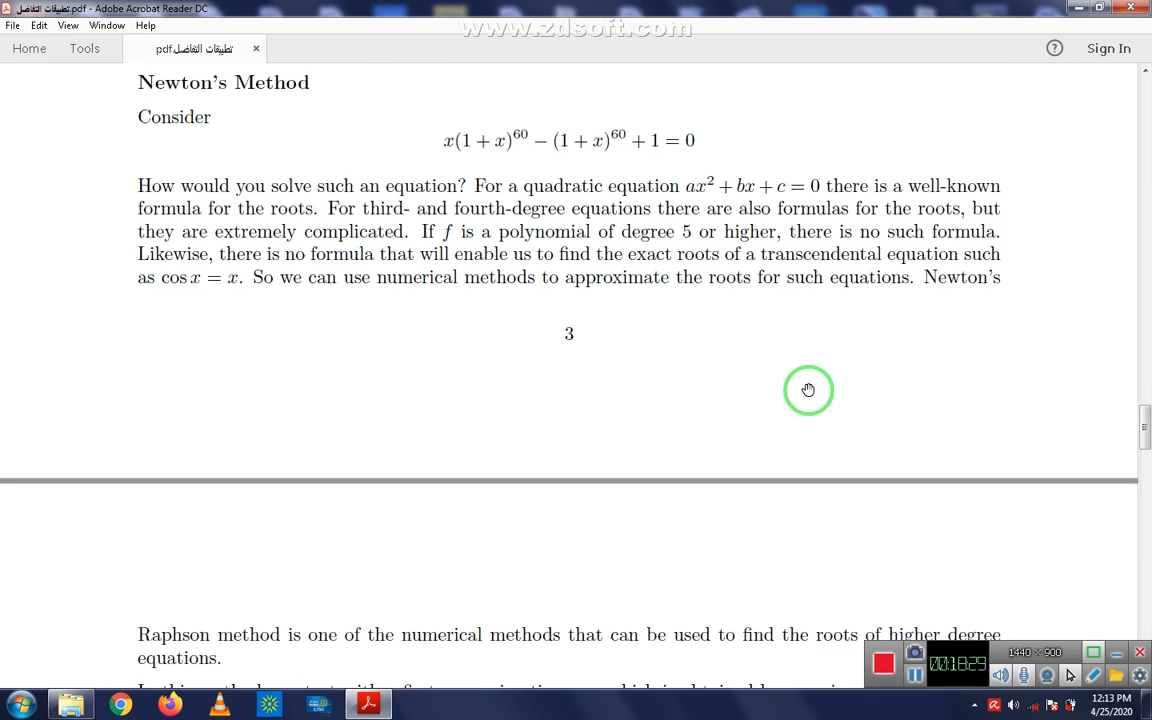 تطبيقات التفاضل.pdf - Adobe Acrobat Reader DC
www.zdsoft.com
File Edit View Window Help
Home Tools تطبيقات التفاضل.pdf × ? Sign In
Newton's Method
Consider
x(1 + x)^60 − (1 + x)^60 + 1 = 0
How would you solve such an equation? For a quadratic equation ax² + bx + c = 0 there is a well-known
formula for the roots. For third- and fourth-degree equations there are also formulas for the roots, but
they are extremely complicated. If f is a polynomial of degree 5 or higher, there is no such formula.
Likewise, there is no formula that will enable us to find the exact roots of a transcendental equation such
as cos x = x. So we can use numerical methods to approximate the roots for such equations. Newton's
3
Raphson method is one of the numerical methods that can be used to find the roots of higher degree
equations.
1440 × 900
00:18:29
12:13 PM
4/25/2020